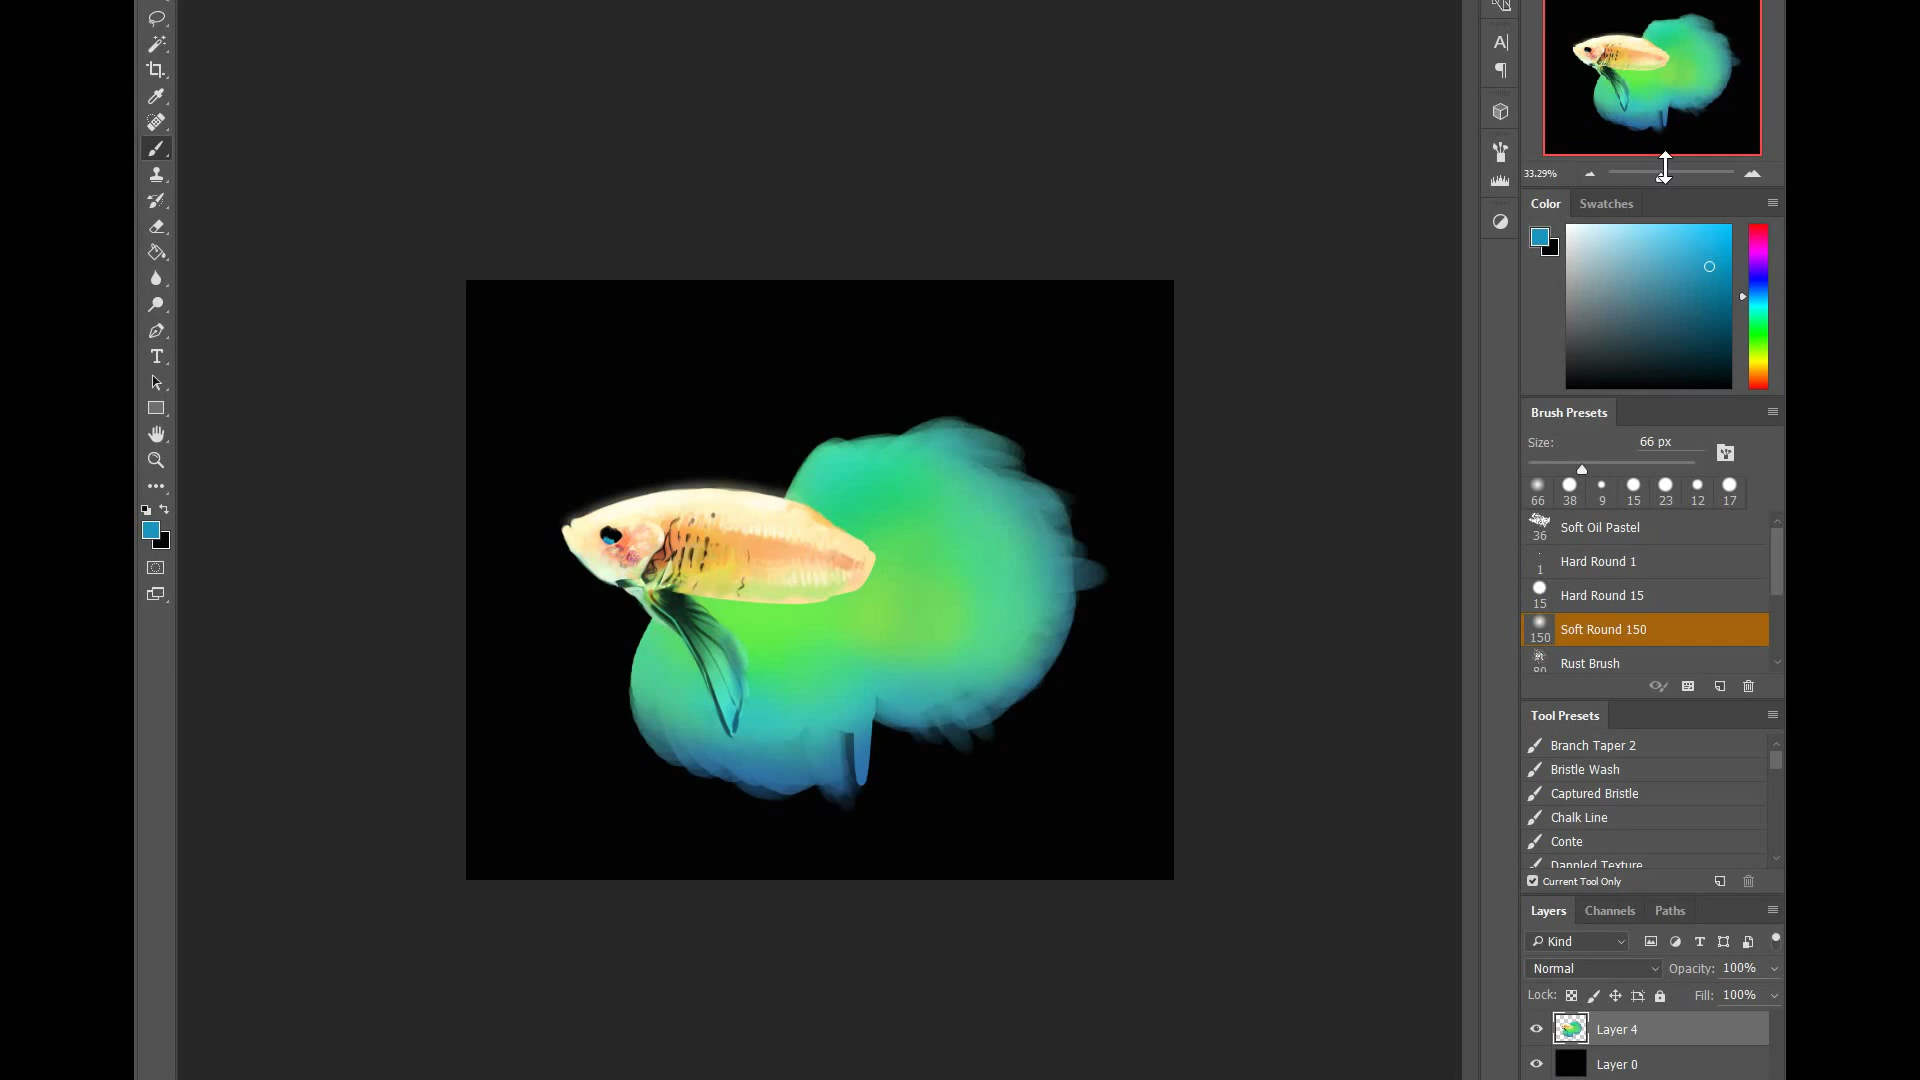 33.29%
Color Swatches
Brush Presets
Size: 66 px
66 38 9 15 23 12 17
Soft Oil Pastel
36
Hard Round 1
1
Hard Round 15
15
Soft Round 150
150
Rust Brush
80
Tool Presets
Branch Taper 2
Bristle Wash
Captured Bristle
Chalk Line
Conte
Dappled Texture
Current Tool Only
Layers Channels Paths
Kind
Normal Opacity: 100%
Lock: Fill: 100%
Layer 4
Layer 0